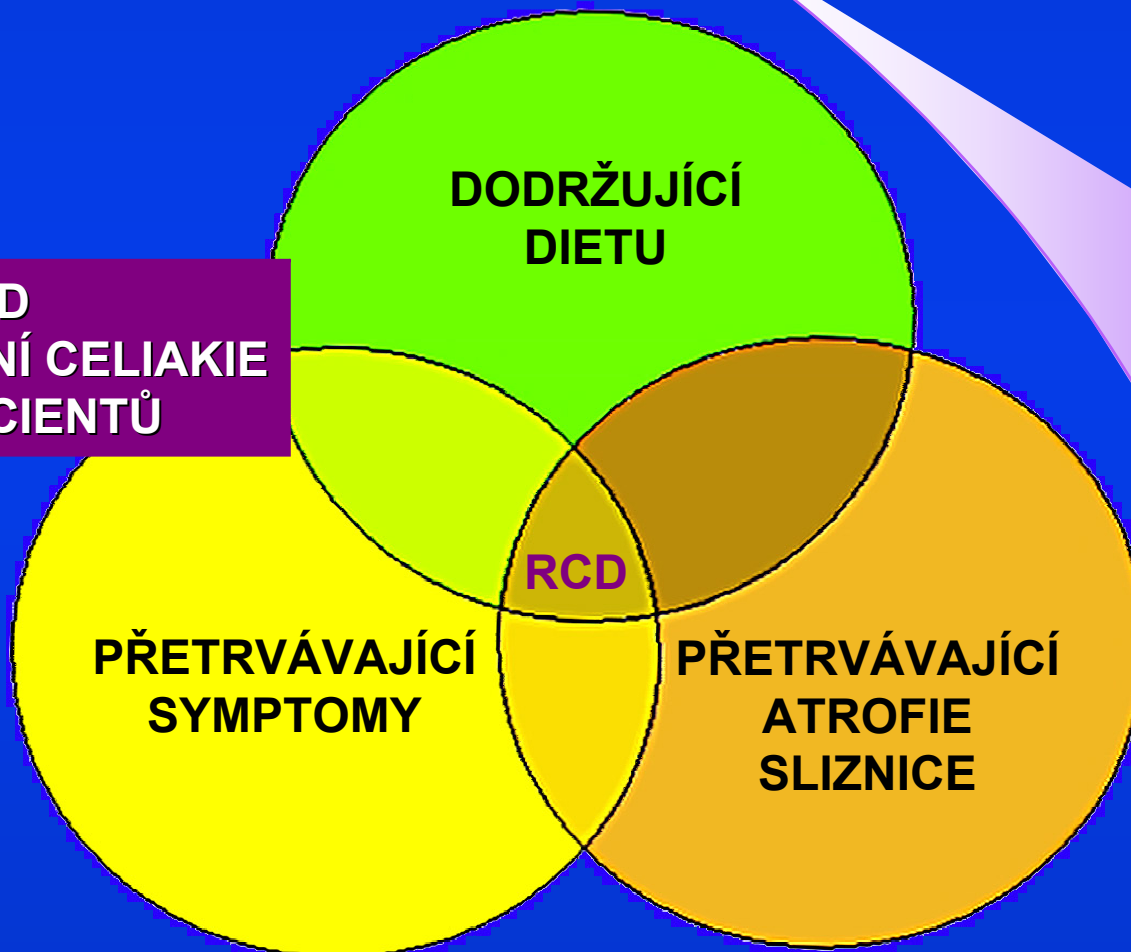 DODRŽUJÍCÍ
DIETU
D
NÍ CELIAKIE
CIENTŮ
RCD
PŘETRVÁVAJÍCÍ
SYMPTOMY
PŘETRVÁVAJÍCÍ
ATROFIE
SLIZNICE